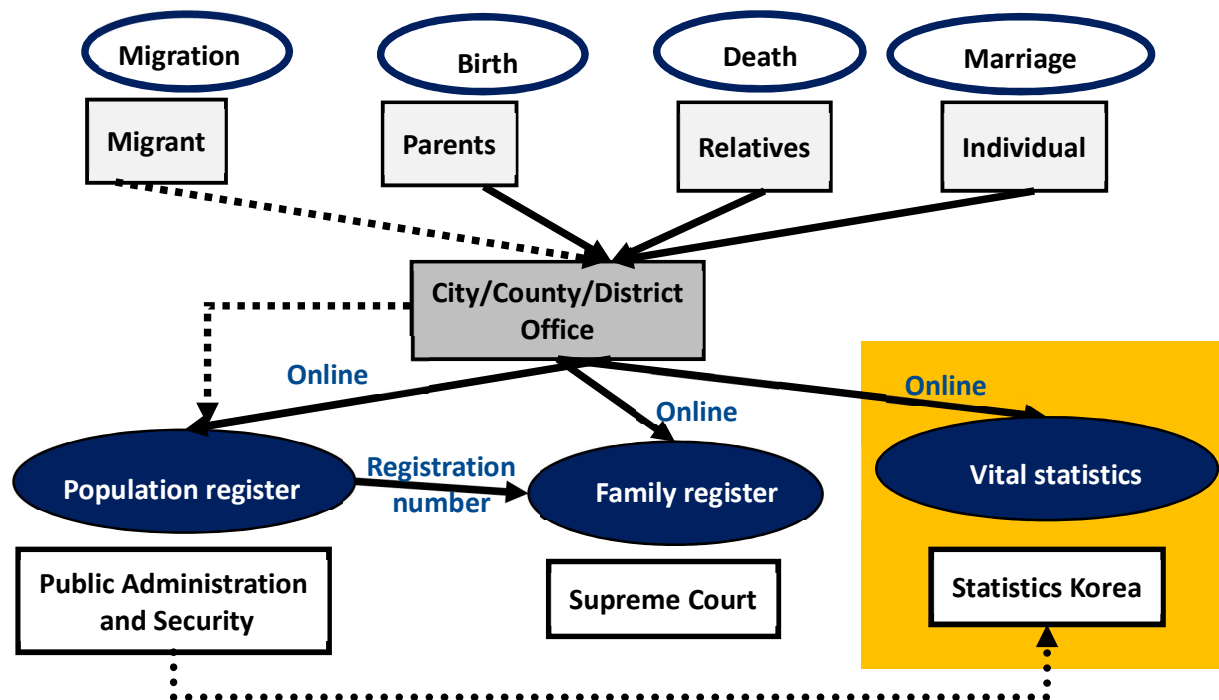 Migration
Birth
Death
Marriage
Migrant
Parents
Relatives
Individual
City/County/District
Office
Online
Online
Online
Population register
Registration
number
Family register
Vital statistics
Public Administration
and Security
Supreme Court
Statistics Korea